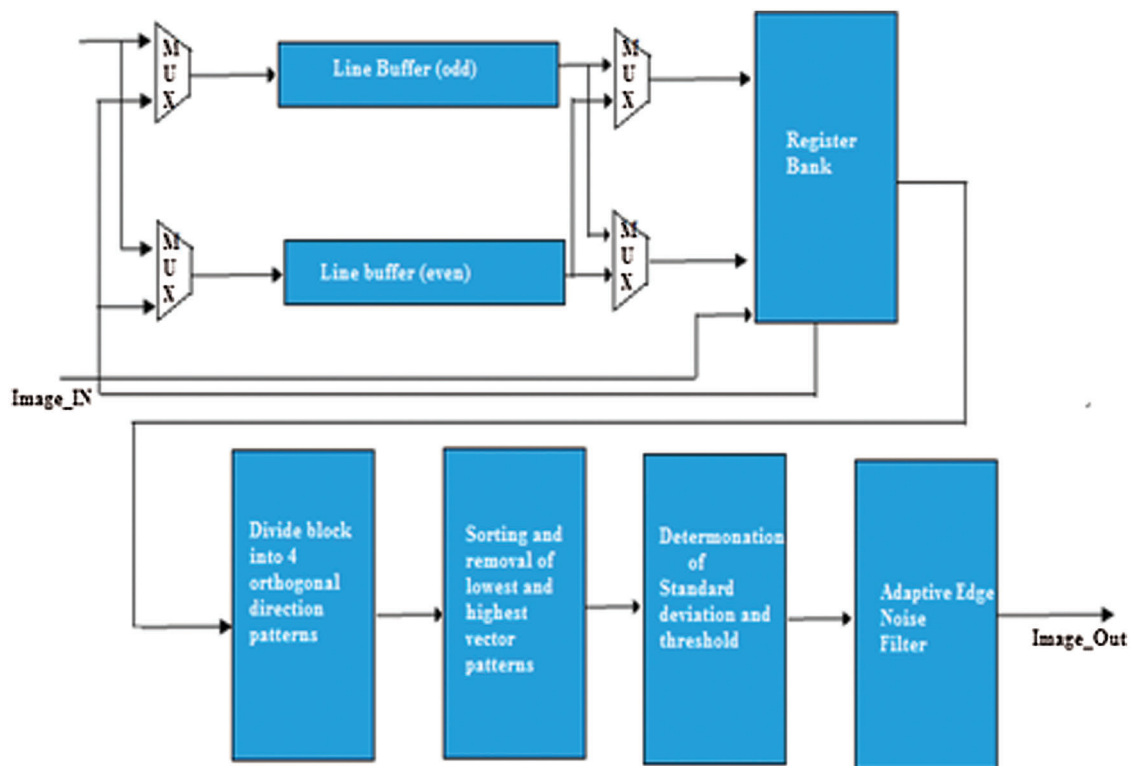 M
U
X
Line Buffer (odd)
M
U
X
Register
Bank
M
U
X
Line buffer (even)
M
U
X
Image_IN
Divide block
into 4
orthogonal
direction
patterns
Sorting and
removal of
lowest and
highest
vector
patterns
Determonation
of
Standard
deviation and
threshold
Adaptive Edge
Noise
Filter
Image_Out